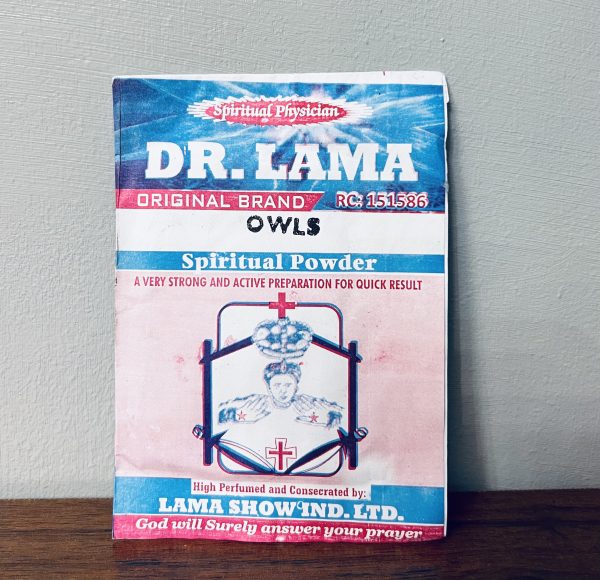 Spiritual Physician
DR. LAMA
ORIGINAL BRAND RC: 151586
OWLS
Spiritual Powder
A VERY STRONG AND ACTIVE PREPARATION FOR QUICK RESULT
High Perfumed and Consecrated by:
LAMA SHOW IND. LTD.
God will Surely answer your prayer